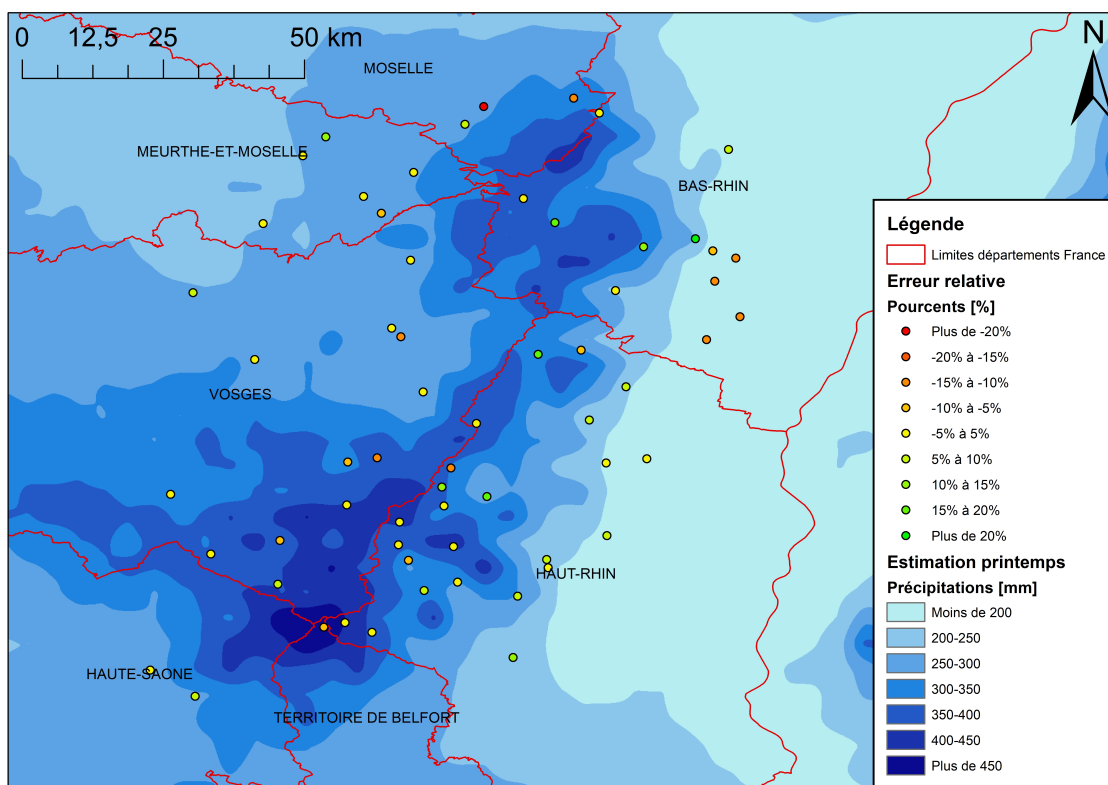 0 12,5 25 50 km
N
MOSELLE
MEURTHE-ET-MOSELLE
BAS-RHIN
VOSGES
HAUT-RHIN
HAUTE-SAONE
TERRITOIRE DE BELFORT
Légende
Limites départements France
Erreur relative
Pourcents [%]
Plus de -20%
-20% à -15%
-15% à -10%
-10% à -5%
-5% à 5%
5% à 10%
10% à 15%
15% à 20%
Plus de 20%
Estimation printemps
Précipitations [mm]
Moins de 200
200-250
250-300
300-350
350-400
400-450
Plus de 450